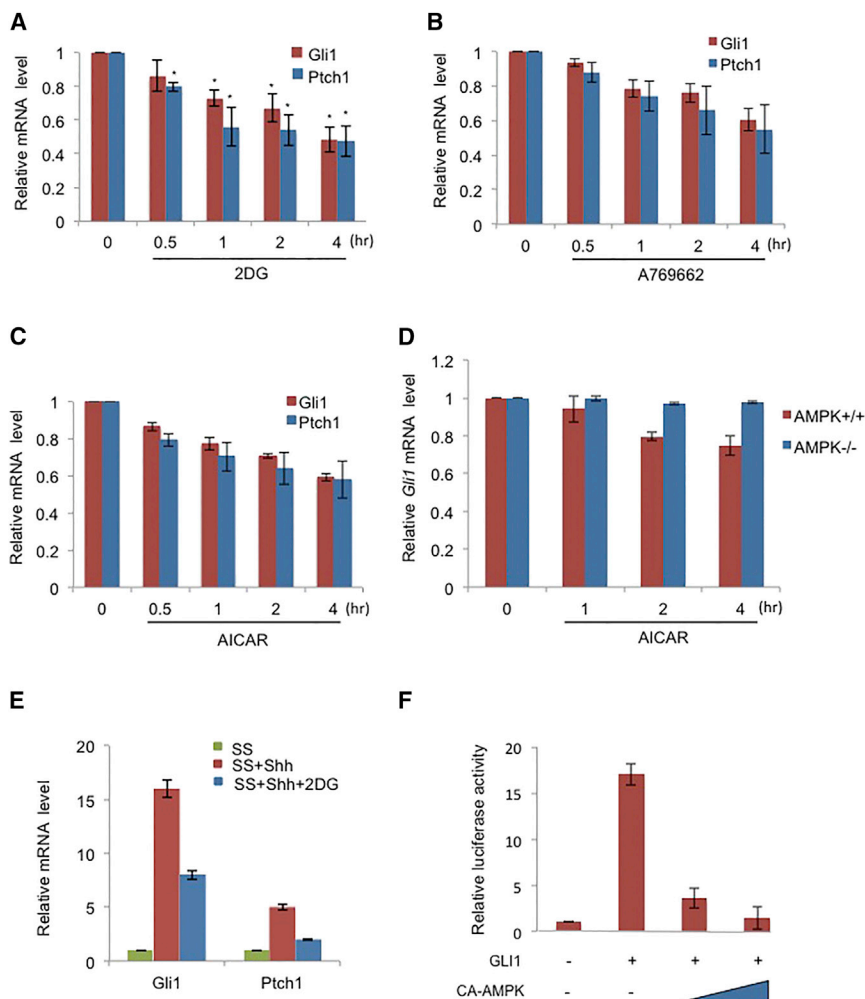 A
Relative mRNA level
1
0.8
0.6
0.4
0.2
0
Gli1
Ptch1
* * * * * * *
0 0.5 1 2 4 (hr)
2DG
B
Relative mRNA level
1
0.8
0.6
0.4
0.2
0
Gli1
Ptch1
0 0.5 1 2 4 (hr)
A769662
C
Relative mRNA level
1
0.8
0.6
0.4
0.2
0
Gli1
Ptch1
0 0.5 1 2 4 (hr)
AICAR
D
Relative Gli1 mRNA level
1.2
1
0.8
0.6
0.4
0.2
0
AMPK+/+
AMPK-/-
0 1 2 4 (hr)
AICAR
E
Relative mRNA level
20
15
10
5
0
SS
SS+Shh
SS+Shh+2DG
Gli1 Ptch1
F
Relative luciferase activity
20
15
10
5
0
GLI1 - + + +
CA-AMPK - -